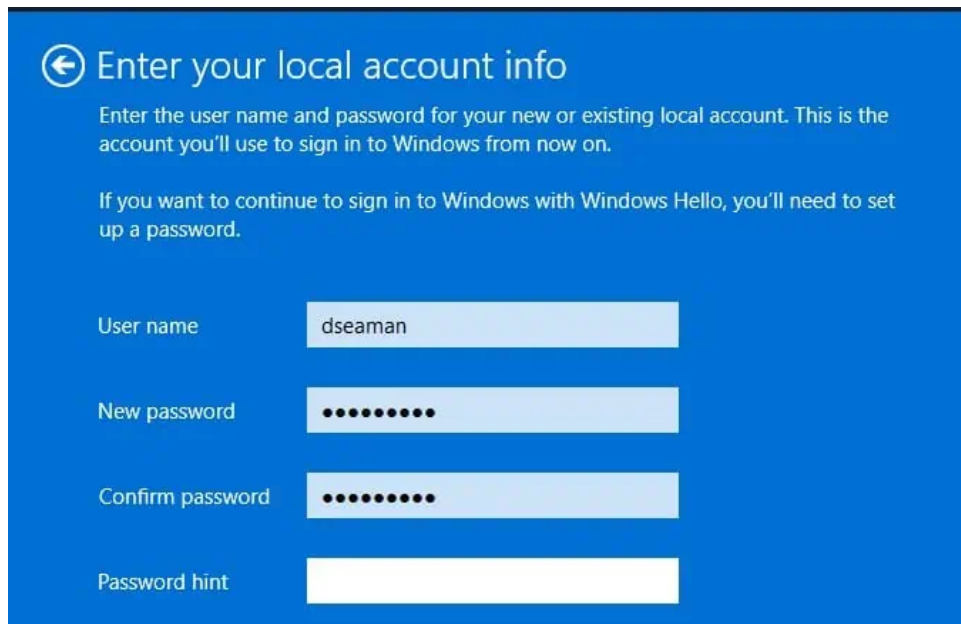 Enter your local account info
Enter the user name and password for your new or existing local account. This is the
account you'll use to sign in to Windows from now on.
If you want to continue to sign in to Windows with Windows Hello, you'll need to set
up a password.
User name dseaman
New password •••••••••
Confirm password •••••••••
Password hint